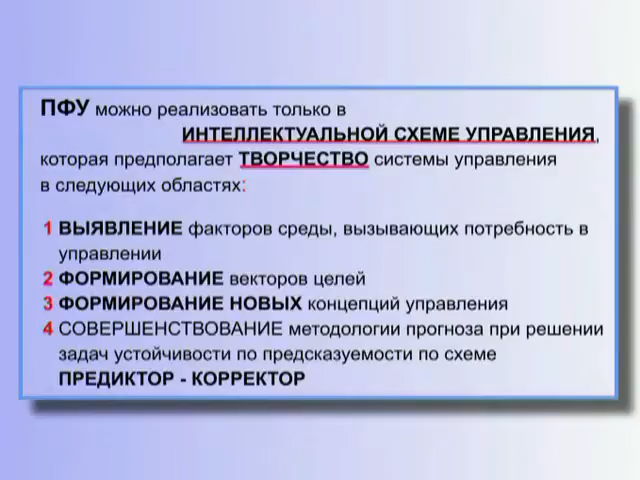 ПФУ можно реализовать только в
ИНТЕЛЛЕКТУАЛЬНОЙ СХЕМЕ УПРАВЛЕНИЯ,
которая предполагает ТВОРЧЕСТВО системы управления
в следующих областях:
1 ВЫЯВЛЕНИЕ факторов среды, вызывающих потребность в
управлении
2 ФОРМИРОВАНИЕ векторов целей
3 ФОРМИРОВАНИЕ НОВЫХ концепций управления
4 СОВЕРШЕНСТВОВАНИЕ методологии прогноза при решении
задач устойчивости по предсказуемости по схеме
ПРЕДИКТОР - КОРРЕКТОР